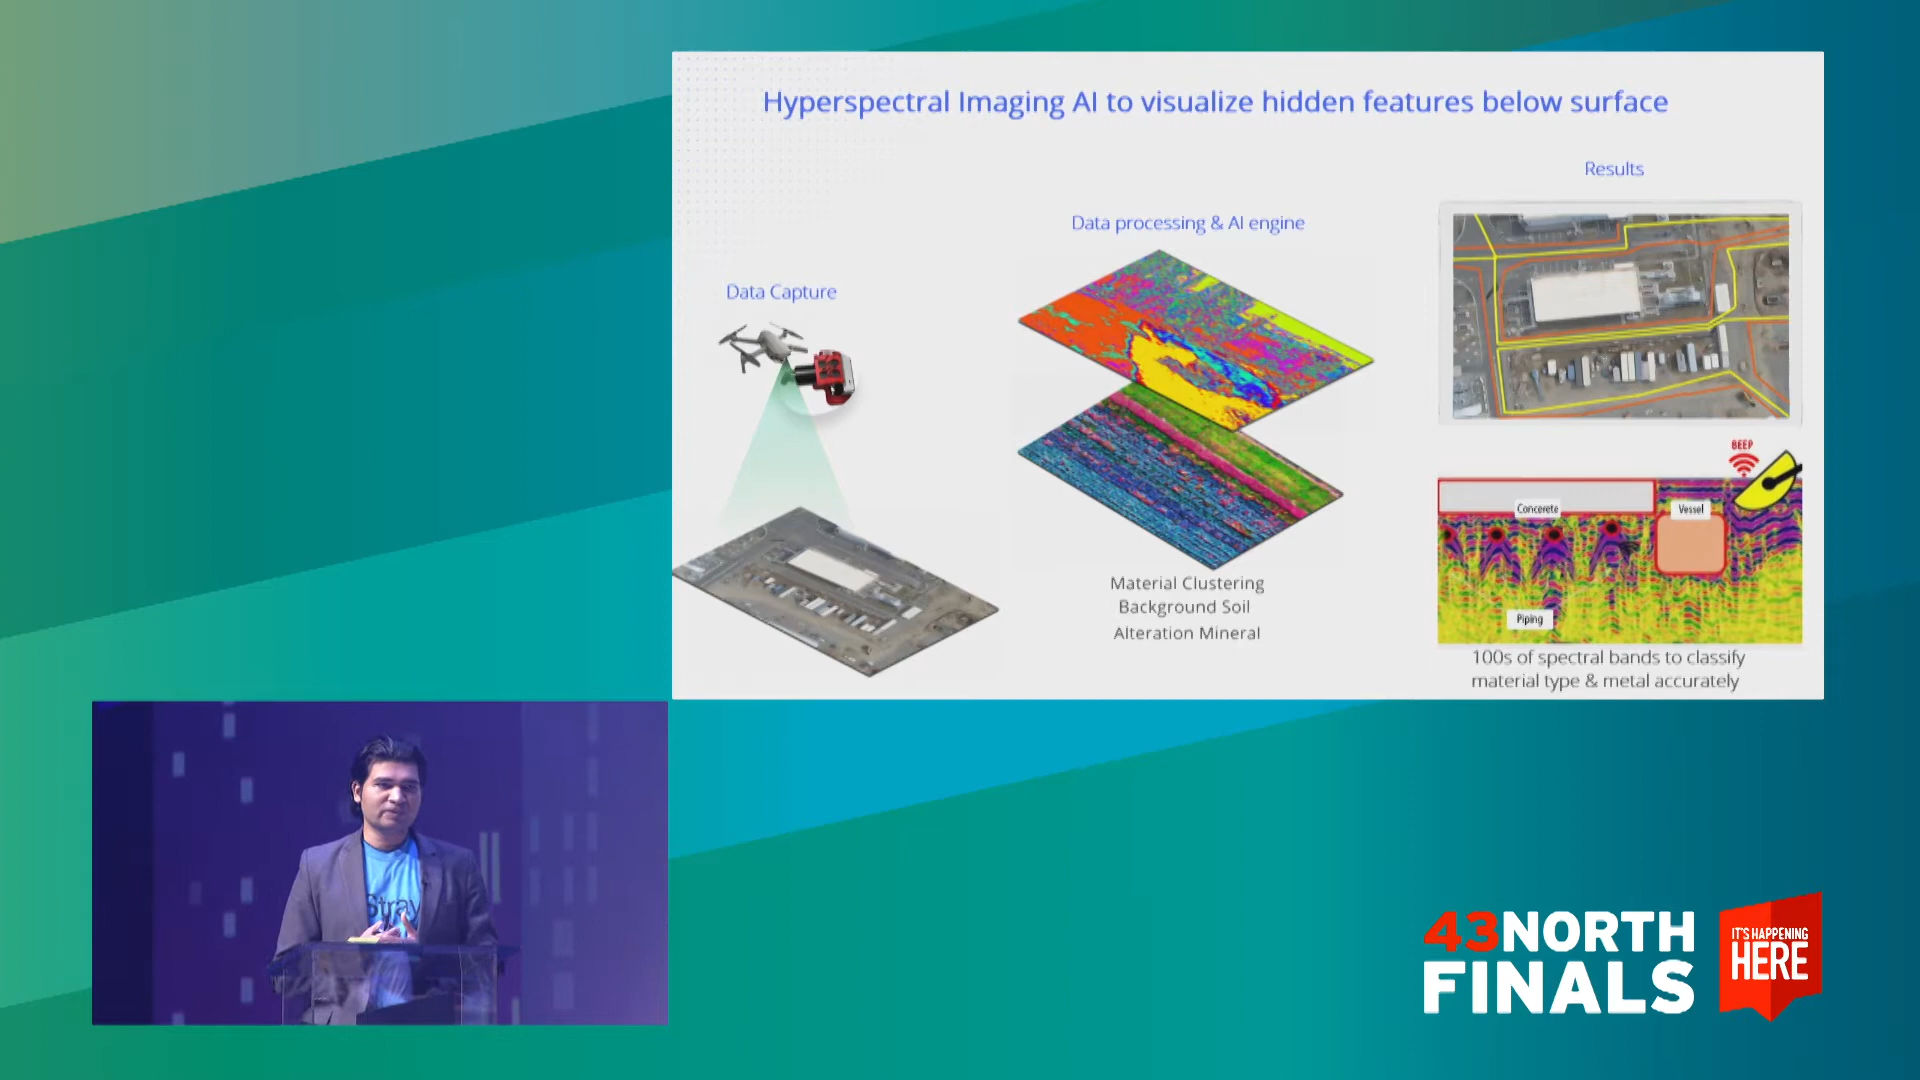 Hyperspectral Imaging AI to visualize hidden features below surface
Results
Data processing & AI engine
Data Capture
BEEP
Concerete
Vessel
Piping
Material Clustering
Background Soil
Alteration Mineral
100s of spectral bands to classify
material type & metal accurately
Stray
43NORTH
FINALS
IT'S HAPPENING
HERE